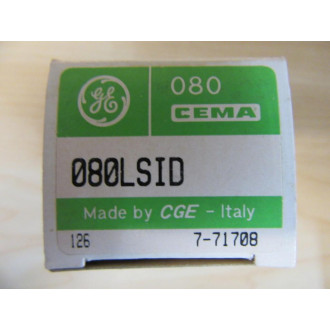 GE
080
CEMA
080LSID
Made by CGE - Italy
126 7-71708